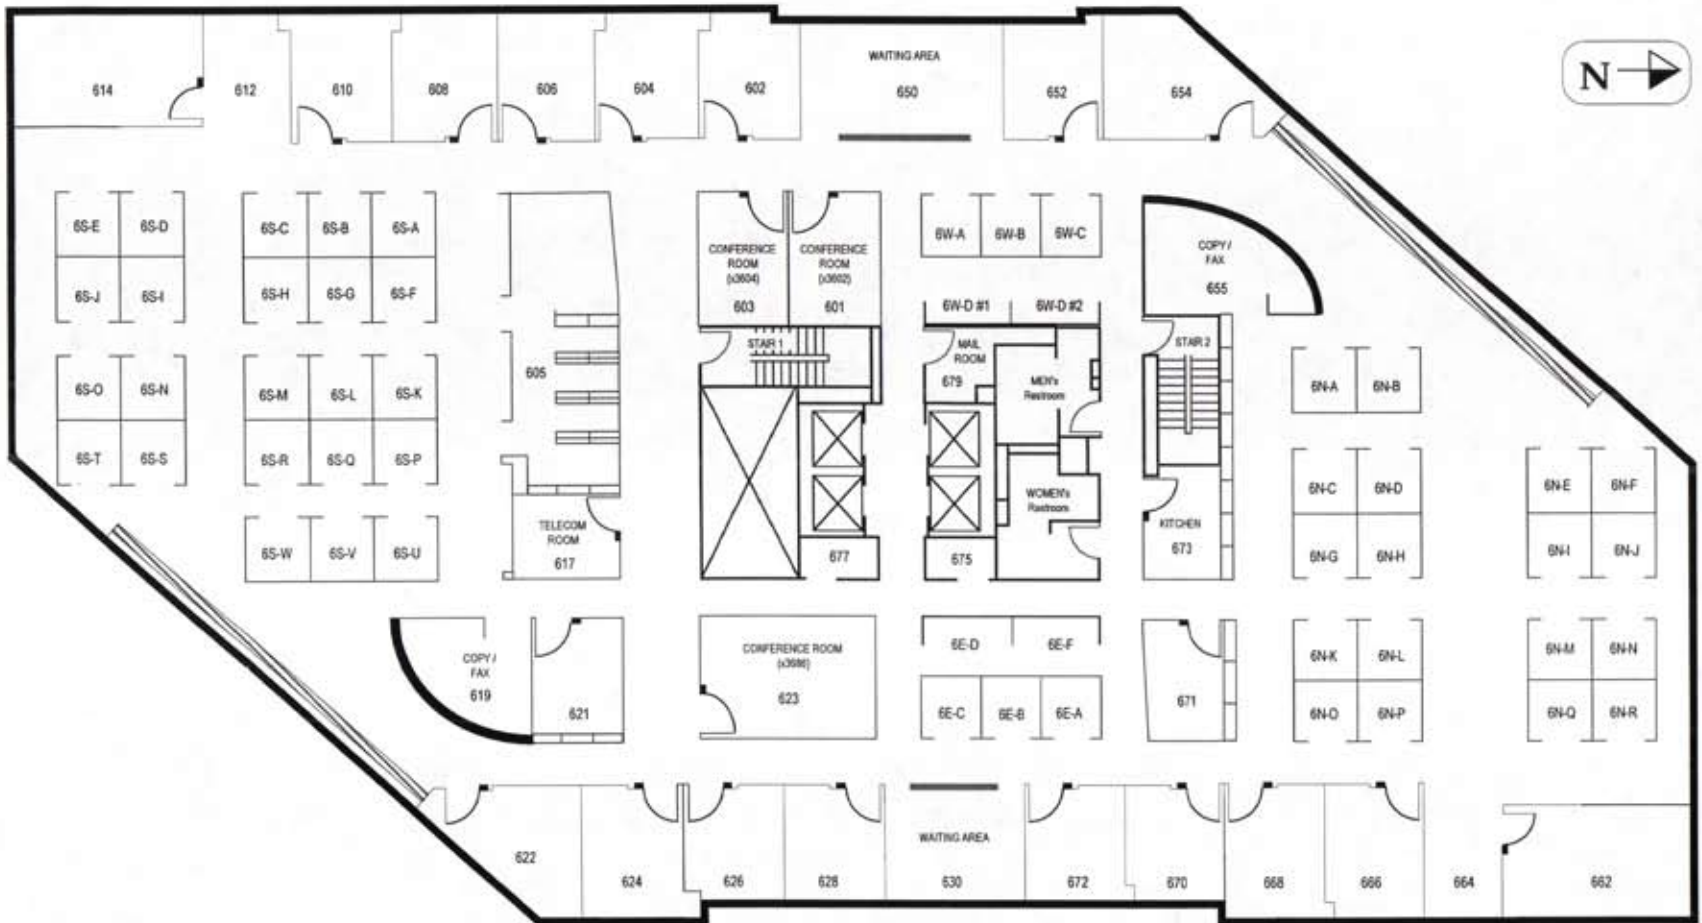 WAITING AREA
614
612
610
608
606
604
602
650
652
654
N
6S-E
6S-D
6S-C
6S-B
6S-A
6S-J
6S-I
6S-H
6S-G
6S-F
CONFERENCE
ROOM
(x3604)
603
CONFERENCE
ROOM
(x3602)
601
6W-A
6W-B
6W-C
6W-D #1
6W-D #2
COPY /
FAX
655
STAIR 1
MAIL
ROOM
679
MEN's
Restroom
STAIR 2
605
6S-O
6S-N
6S-M
6S-L
6S-K
6N-A
6N-B
6S-T
6S-S
6S-R
6S-Q
6S-P
6N-C
6N-D
6N-E
6N-F
WOMEN's
Restroom
TELECOM
ROOM
617
KITCHEN
673
6S-W
6S-V
6S-U
677
675
6N-G
6N-H
6N-I
6N-J
COPY /
FAX
619
621
CONFERENCE ROOM
(x3686)
623
6E-D
6E-F
6E-C
6E-B
6E-A
671
6N-K
6N-L
6N-M
6N-N
6N-O
6N-P
6N-Q
6N-R
WAITING AREA
622
624
626
628
630
672
670
668
666
664
662